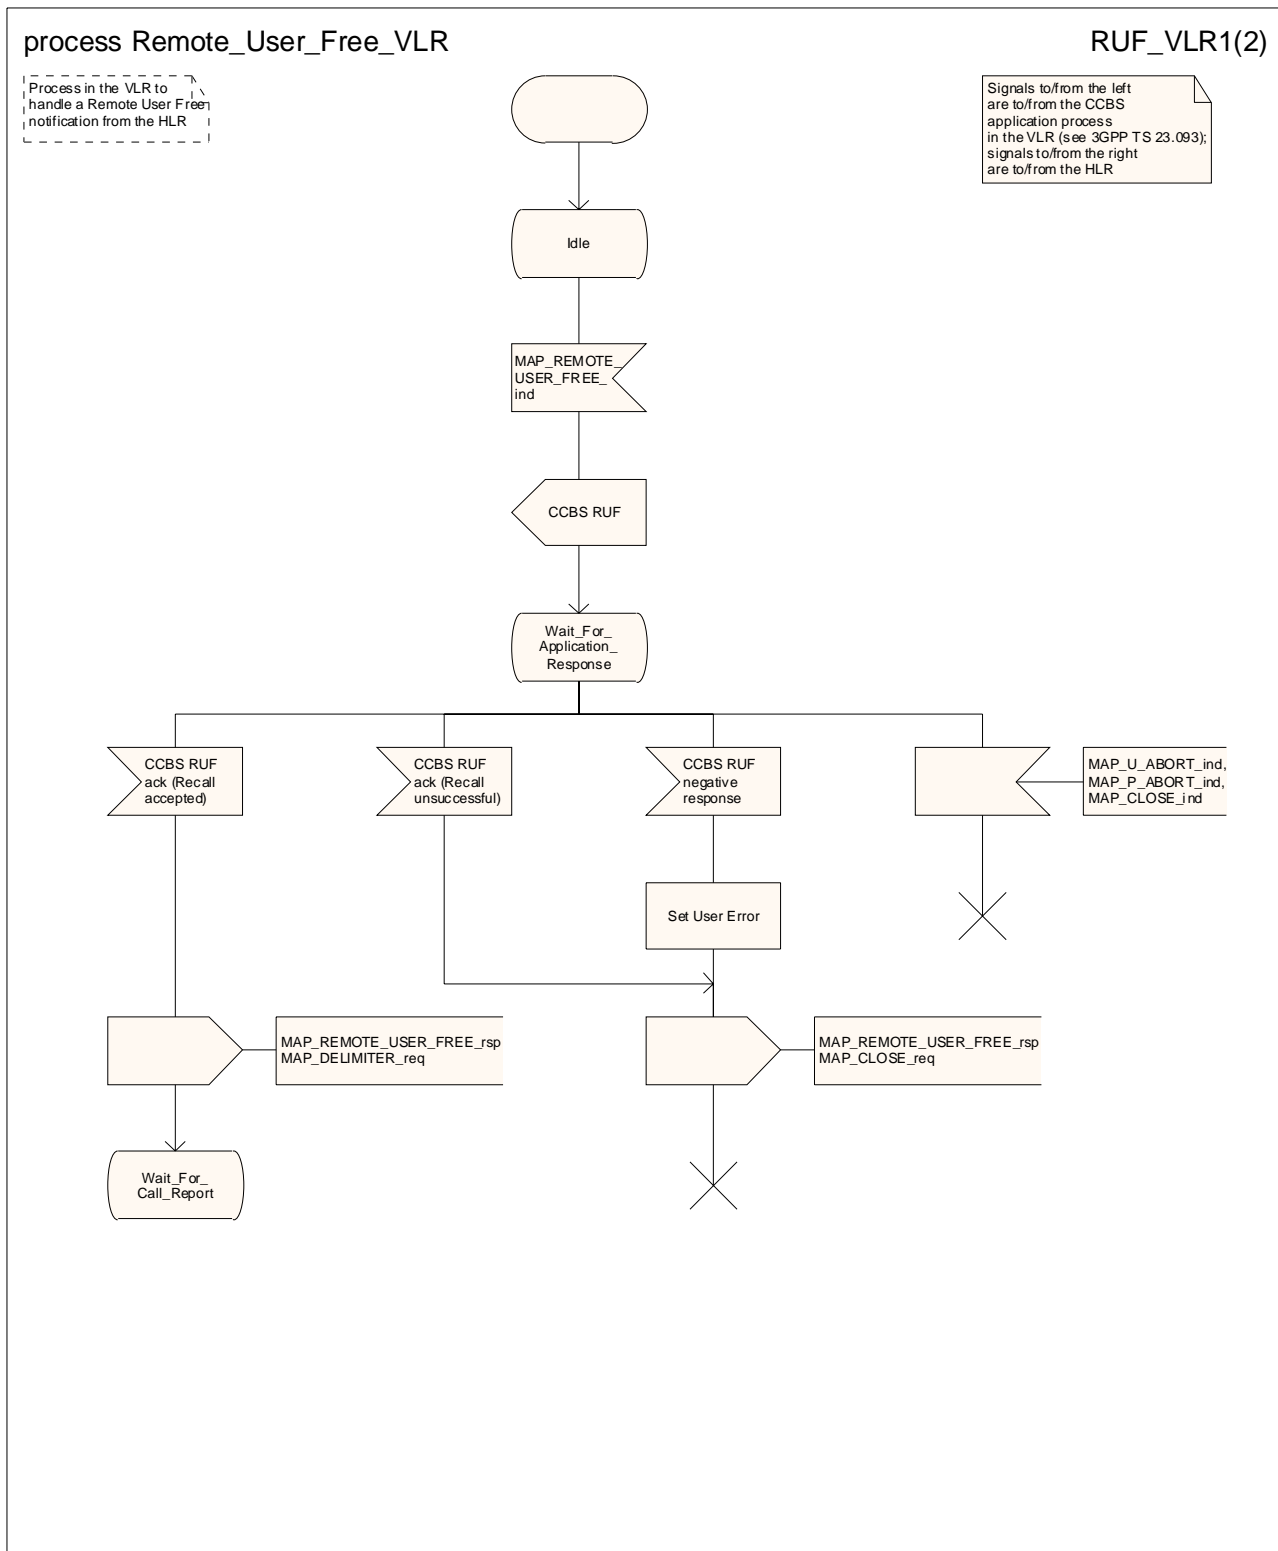 process Remote_User_Free_VLR
RUF_VLR1(2)
Process in the VLR to
handle a Remote User Free
notification from the HLR
Signals to/from the left
are to/from the CCBS
application process
in the VLR (see 3GPP TS 23.093);
signals to/from the right
are to/from the HLR
Idle
MAP_REMOTE_
USER_FREE_
ind
CCBS RUF
Wait_For_
Application_
Response
CCBS RUF
ack (Recall
accepted)
CCBS RUF
ack (Recall
unsuccessful)
CCBS RUF
negative
response
MAP_U_ABORT_ind,
MAP_P_ABORT_ind,
MAP_CLOSE_ind
Set User Error
MAP_REMOTE_USER_FREE_rsp
MAP_DELIMITER_req
MAP_REMOTE_USER_FREE_rsp
MAP_CLOSE_req
Wait_For_
Call_Report